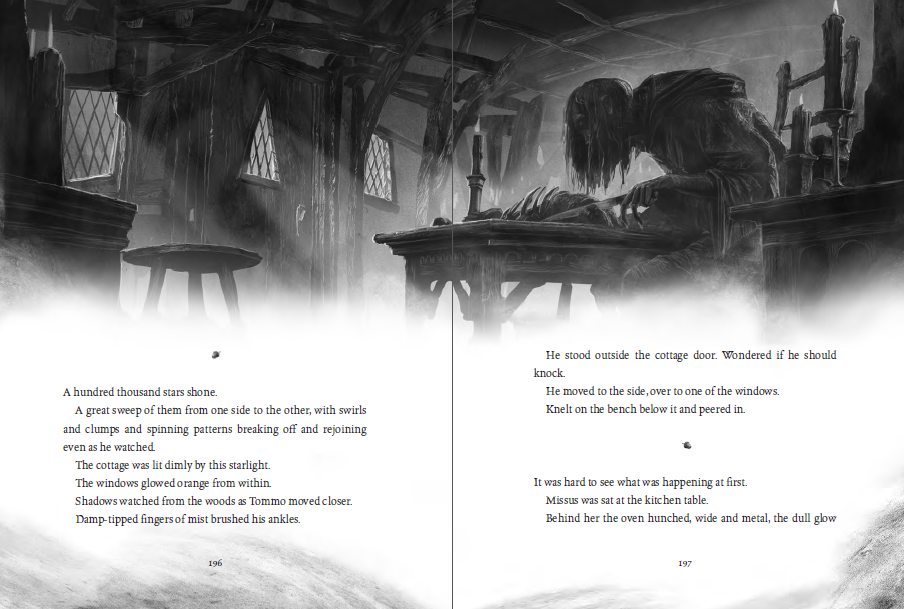 A hundred thousand stars shone.
A great sweep of them from one side to the other, with swirls
and clumps and spinning patterns breaking off and rejoining
even as he watched.
The cottage was lit dimly by this starlight.
The windows glowed orange from within.
Shadows watched from the woods as Tommo moved closer.
Damp-tipped fingers of mist brushed his ankles.
196
He stood outside the cottage door. Wondered if he should
knock.
He moved to the side, over to one of the windows.
Knelt on the bench below it and peered in.
It was hard to see what was happening at first.
Missus was sat at the kitchen table.
Behind her the oven hunched, wide and metal, the dull glow
197